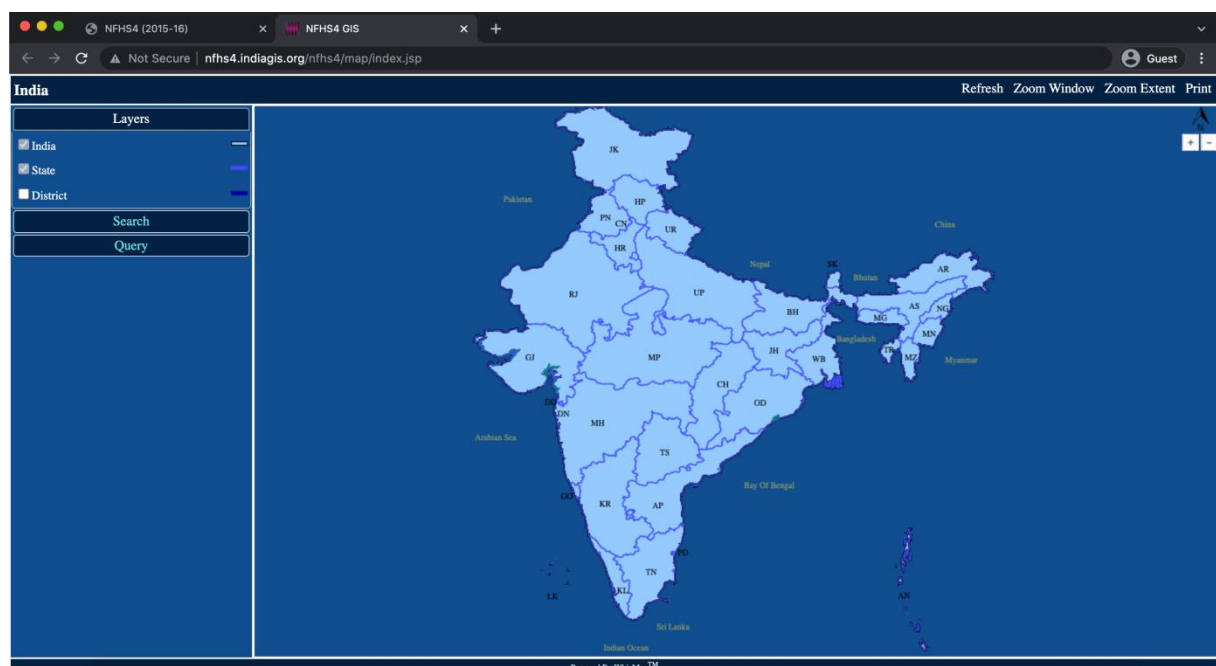 NFHS4 (2015-16)
NFHS4 GIS
Not Secure | nfhs4.indiagis.org/nfhs4/map/index.jsp
Guest
India
Refresh Zoom Window Zoom Extent Print
Layers
India
State
District
Search
Query
N
+ −
JK
Pakistan
HP
PN
CN
UR
China
HR
Nepal
SK
Bhutan
AR
RJ
UP
AS
NG
BH
MG
MN
Bangladesh
GJ
MP
JH
WB
TR
MZ
Myanmar
CH
DD
DN
OD
MH
Arabian Sea
TS
Bay Of Bengal
GO
KR
AP
PD
TN
LK
KL
AN
Sri Lanka
Indian Ocean